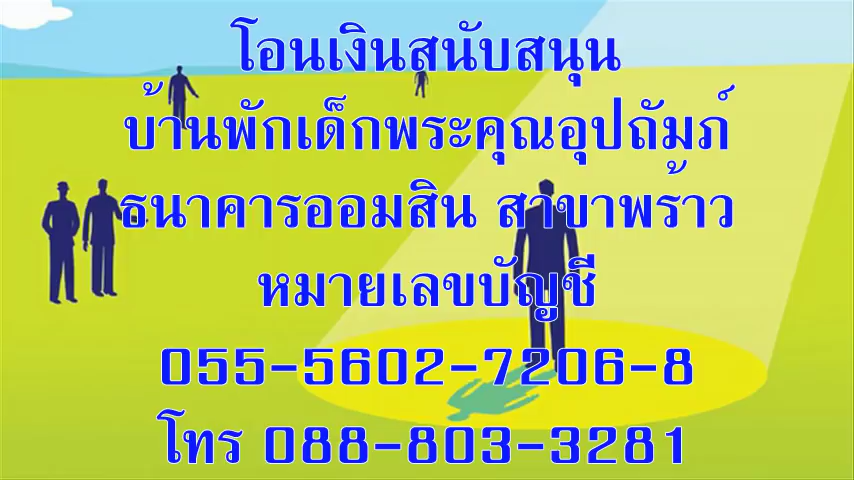 โอนเงินสนับสนุน
บ้านพักเด็กพระคุณอุปถัมภ์
ธนาคารออมสิน สาขาพร้าว
หมายเลขบัญชี
055-5602-7206-8
โทร 088-803-3281